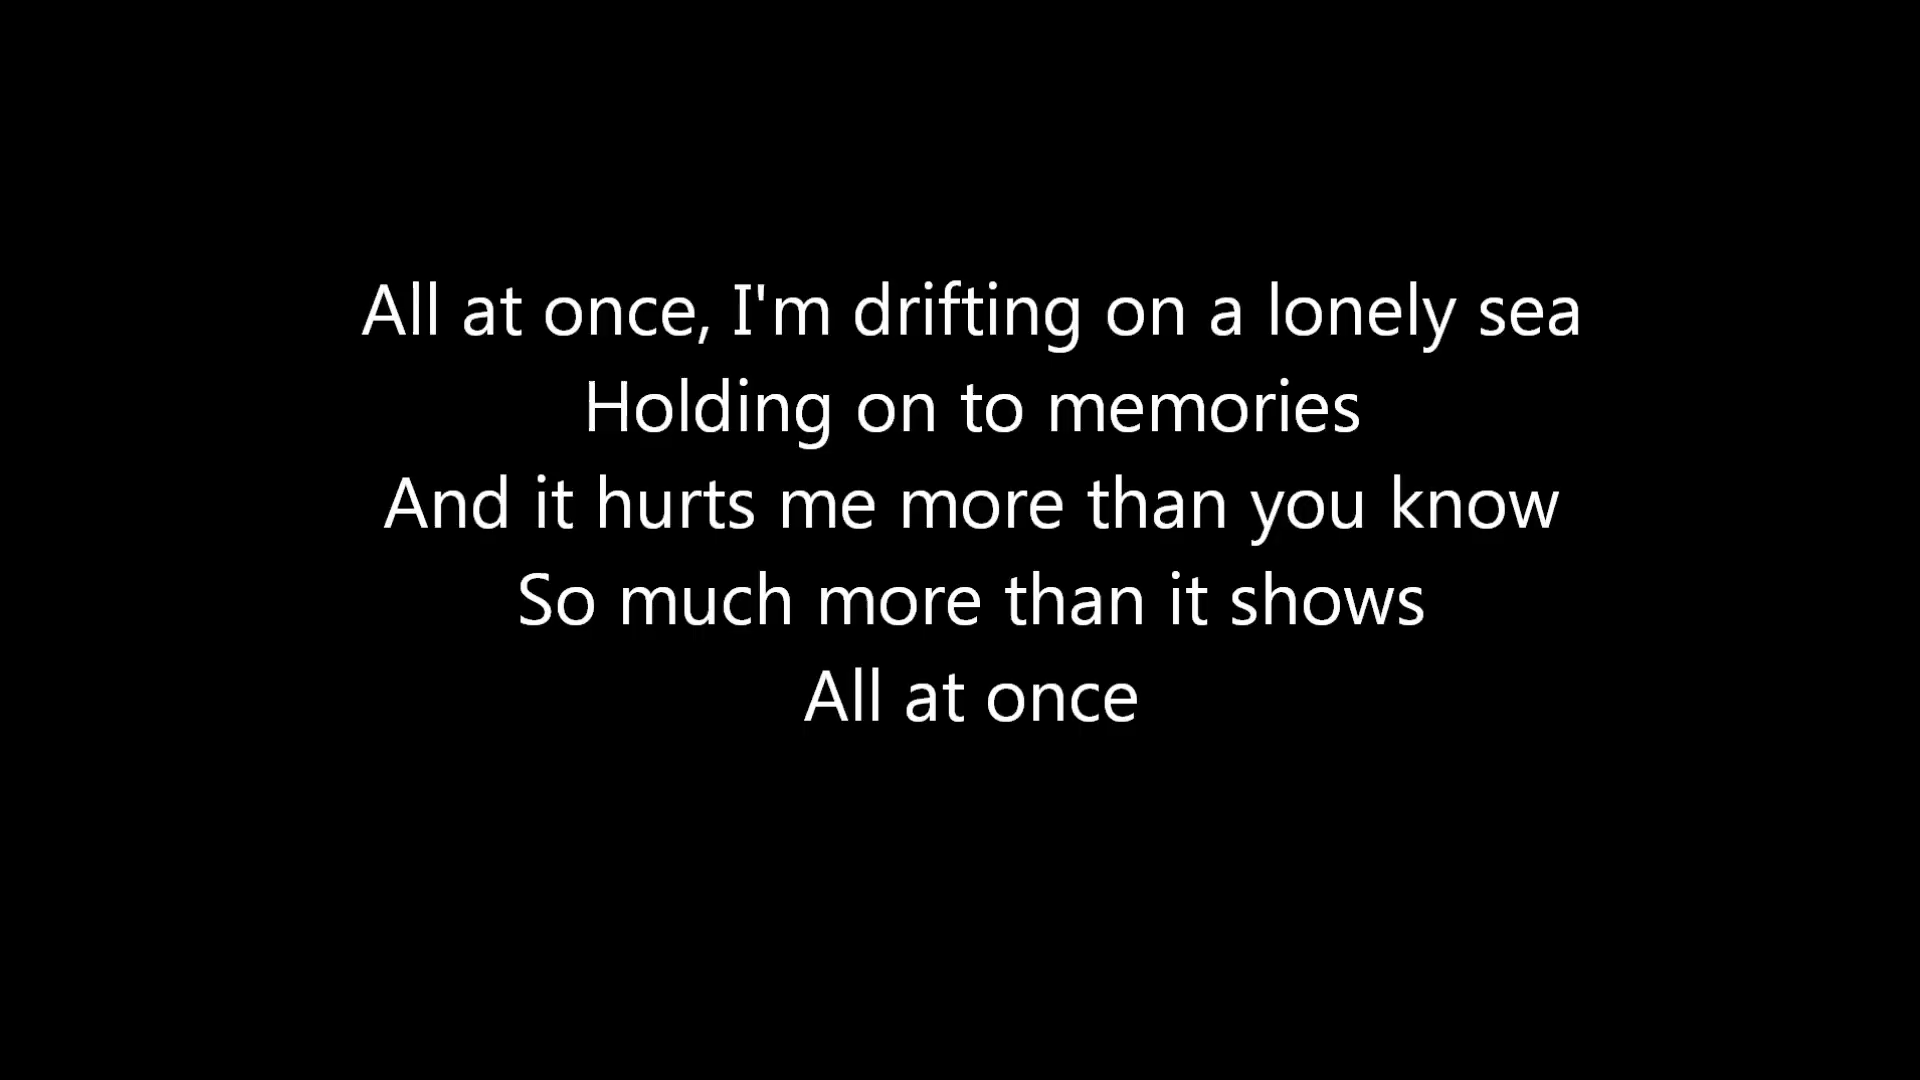 All at once, I'm drifting on a lonely sea
Holding on to memories
And it hurts me more than you know
So much more than it shows
All at once